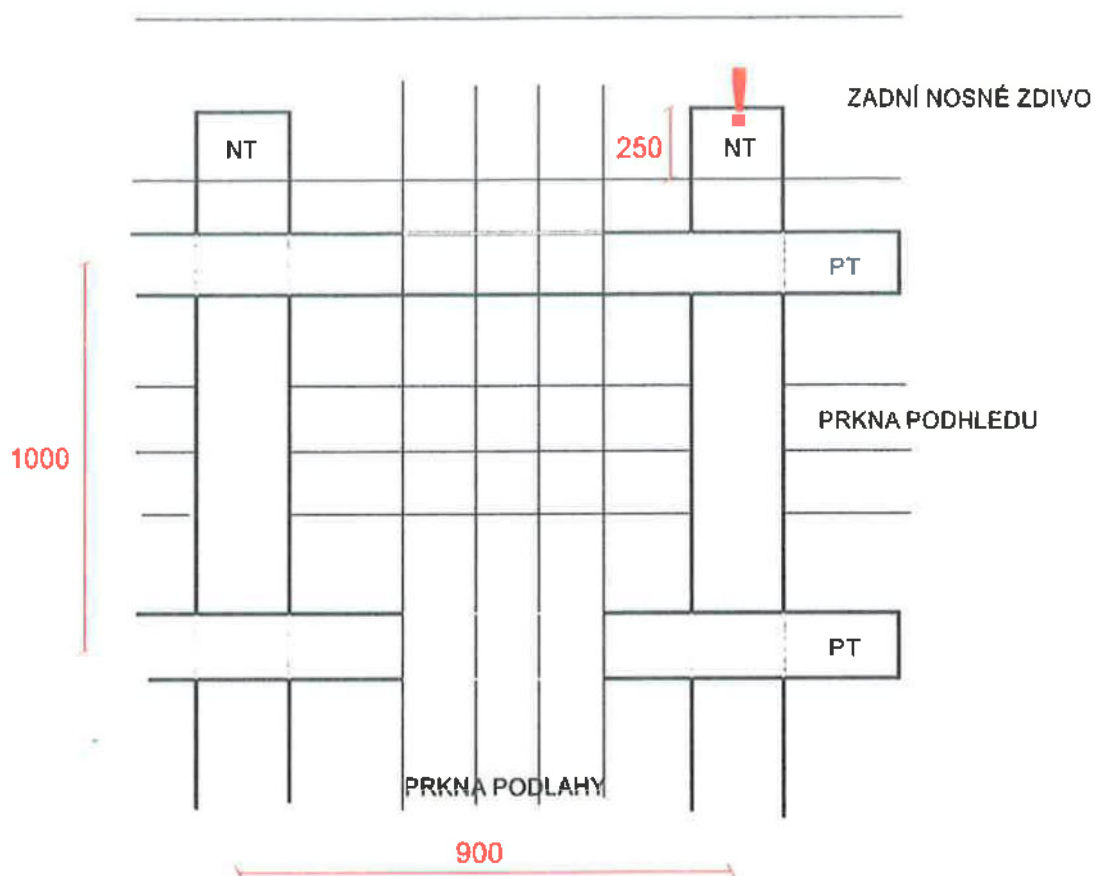 ZADNÍ NOSNÉ ZDIVO
NT
250
NT
PT
PRKNA PODHLEDU
1000
PT
PRKNA PODLAHY
900